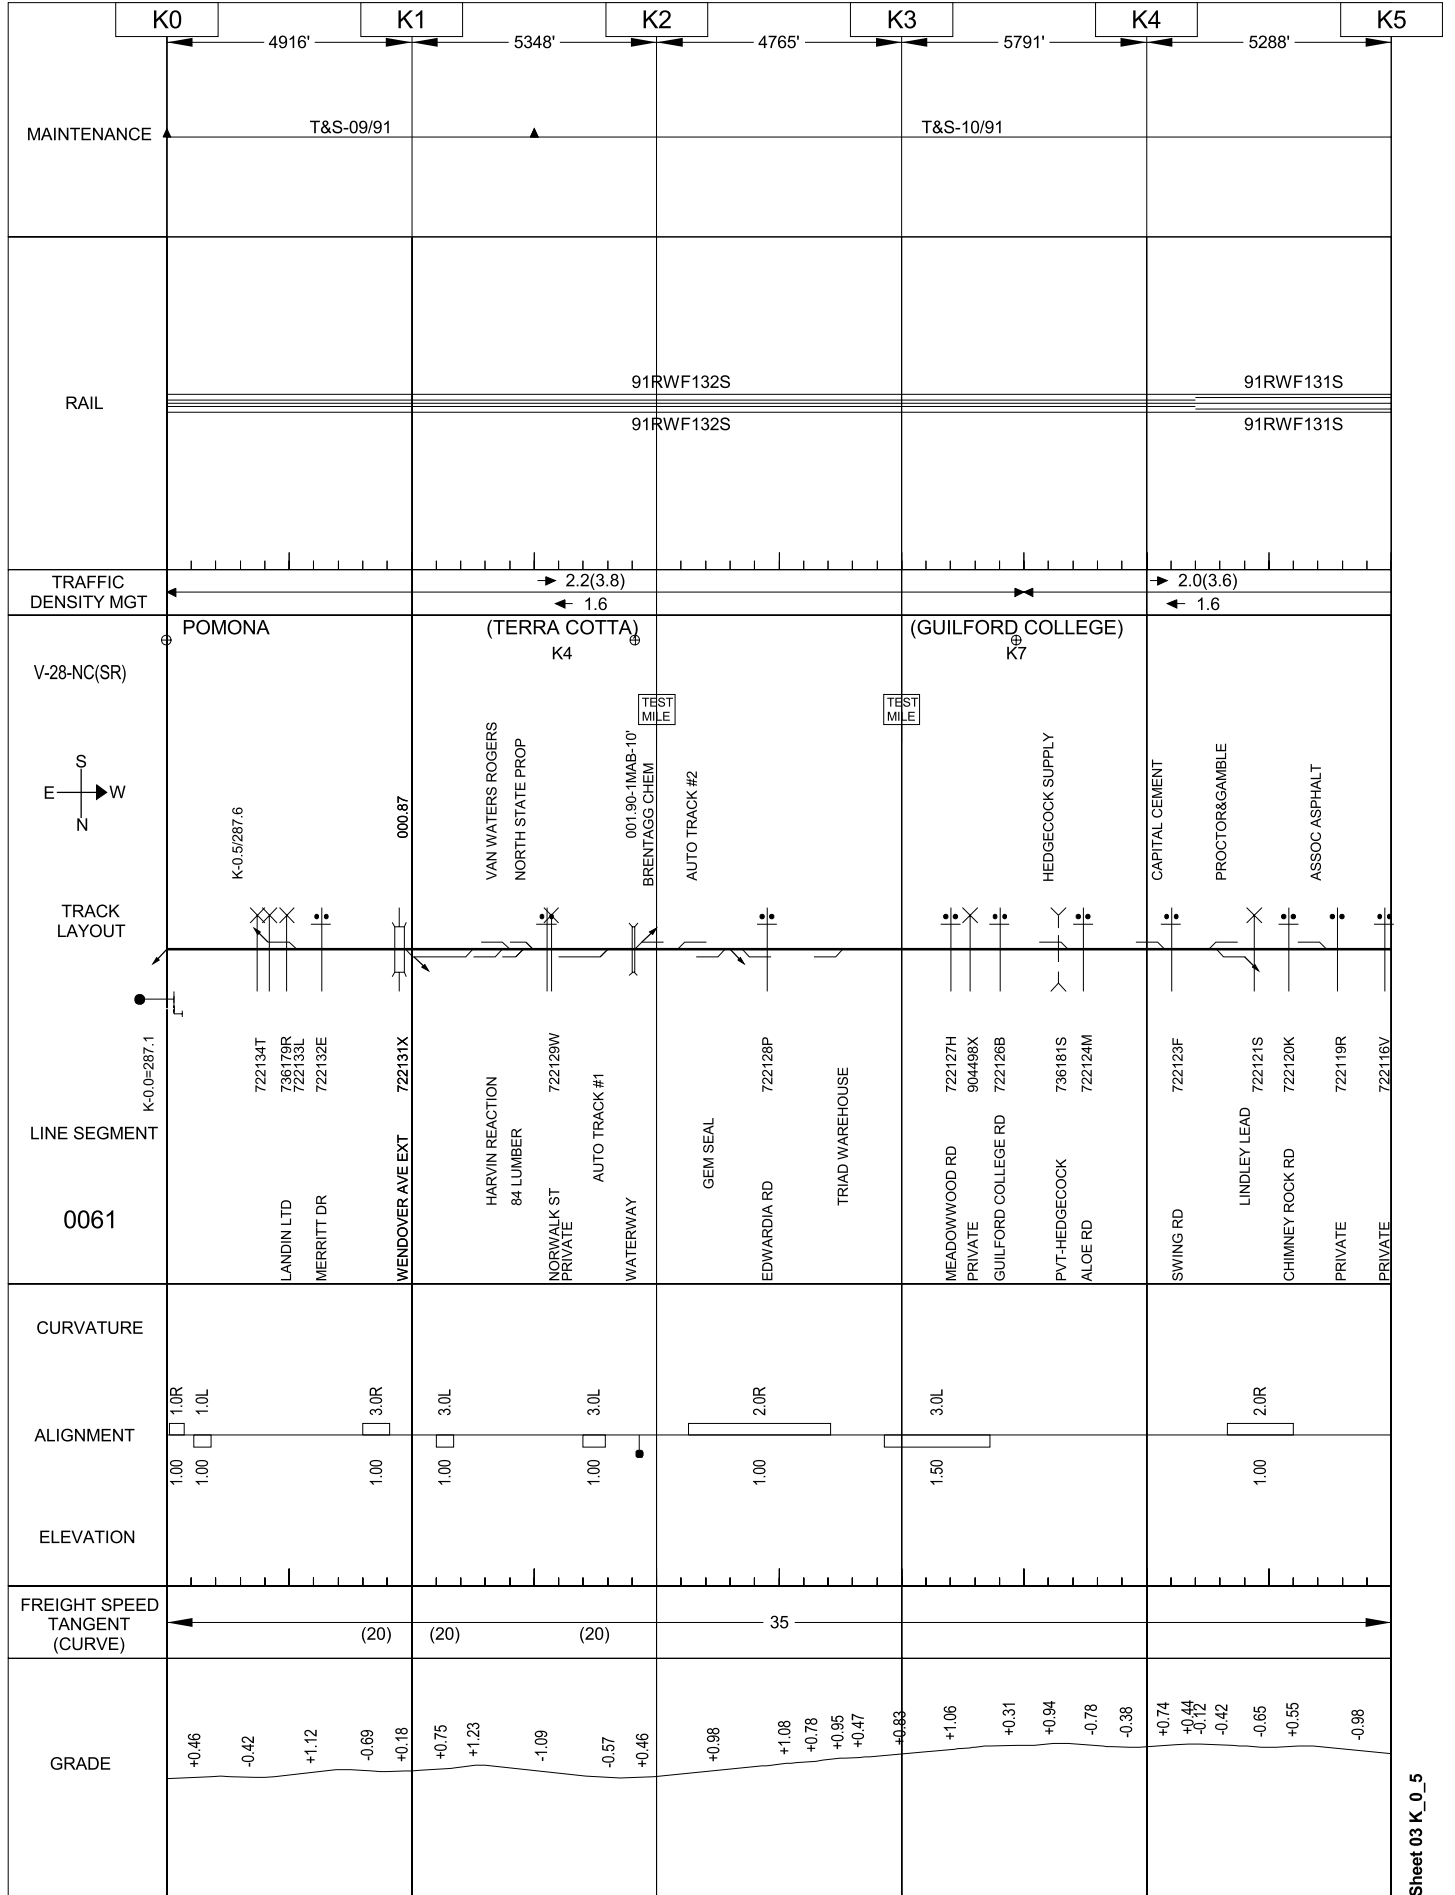 K0 K1 K2 K3 K4 K5
4916' 5348' 4765' 5791' 5288'
MAINTENANCE
T&S-09/91 T&S-10/91
RAIL
91RWF132S 91RWF131S
91RWF132S 91RWF131S
TRAFFIC
DENSITY MGT
2.2(3.8) 2.0(3.6)
1.6 1.6
POMONA (TERRA COTTA) (GUILFORD COLLEGE)
K4 K7
V-28-NC(SR)
TEST
MILE
TEST
MILE
S
E W
N
K-0.5/287.6
000.87
VAN WATERS ROGERS
NORTH STATE PROP
001.90-1MAB-10'
BRENTAGG CHEM
AUTO TRACK #2
HEDGECOCK SUPPLY
CAPITAL CEMENT
PROCTOR&GAMBLE
ASSOC ASPHALT
TRACK
LAYOUT
K-0.0=287.1
722134T
736179R
722133L
722132E
722131X
722129W
722128P
722127H
904498X
722126B
736181S
722124M
722123F
722121S
722120K
722119R
722116V
LINE SEGMENT
0061
LANDIN LTD
MERRITT DR
WENDOVER AVE EXT
HARVIN REACTION
84 LUMBER
NORWALK ST
PRIVATE
AUTO TRACK #1
WATERWAY
GEM SEAL
EDWARDIA RD
TRIAD WAREHOUSE
MEADOWWOOD RD
PRIVATE
GUILFORD COLLEGE RD
PVT-HEDGECOCK
ALOE RD
SWING RD
LINDLEY LEAD
CHIMNEY ROCK RD
PRIVATE
PRIVATE
CURVATURE
1.0R 1.0L 3.0R 3.0L 3.0L 2.0R 3.0L 2.0R
ALIGNMENT
1.00 1.00 1.00 1.00 1.00 1.00 1.50 1.00
ELEVATION
FREIGHT SPEED
TANGENT
(CURVE)
35
(20) (20) (20)
GRADE
+0.46 -0.42 +1.12 -0.69 +0.18 +0.75 +1.23 -1.09 -0.57 +0.46 +0.98 +1.08 +0.78 +0.95 +0.47 +0.83 +1.06 +0.31 +0.94 -0.78 -0.38 +0.74 +0.44 -0.12 -0.42 -0.65 +0.55 -0.98
Sheet 03 K_0_5